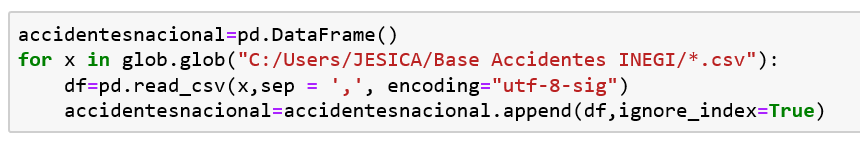 accidentesnacional=pd.DataFrame()
for x in glob.glob("C:/Users/JESICA/Base Accidentes INEGI/*.csv"):
    df=pd.read_csv(x,sep = ',', encoding="utf-8-sig")
    accidentesnacional=accidentesnacional.append(df,ignore_index=True)